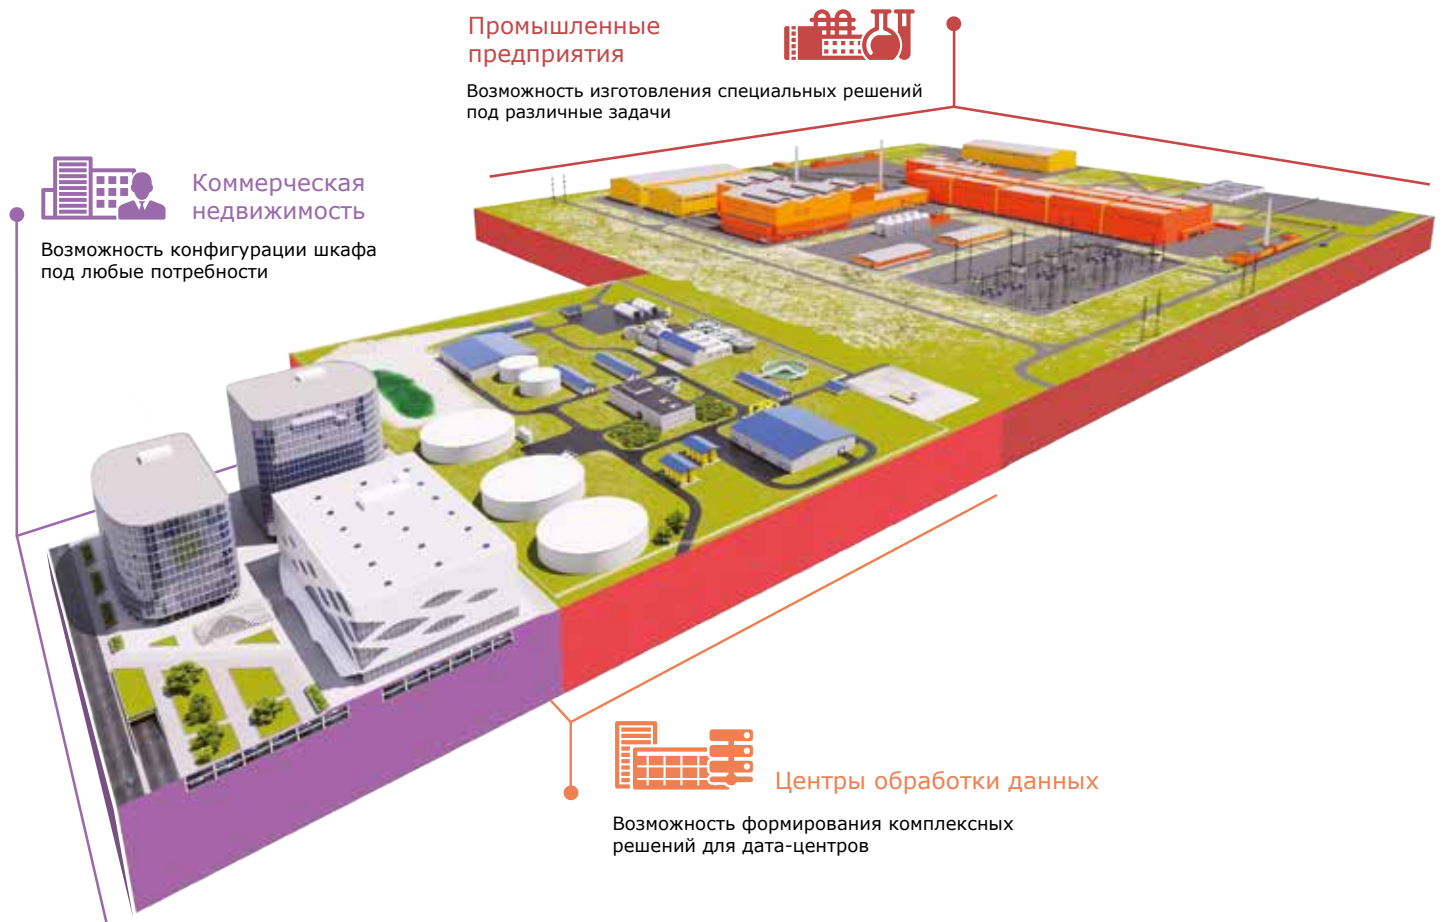 Промышленные
предприятия
Возможность изготовления специальных решений
под различные задачи
Коммерческая
недвижимость
Возможность конфигурации шкафа
под любые потребности
Центры обработки данных
Возможность формирования комплексных
решений для дата-центров